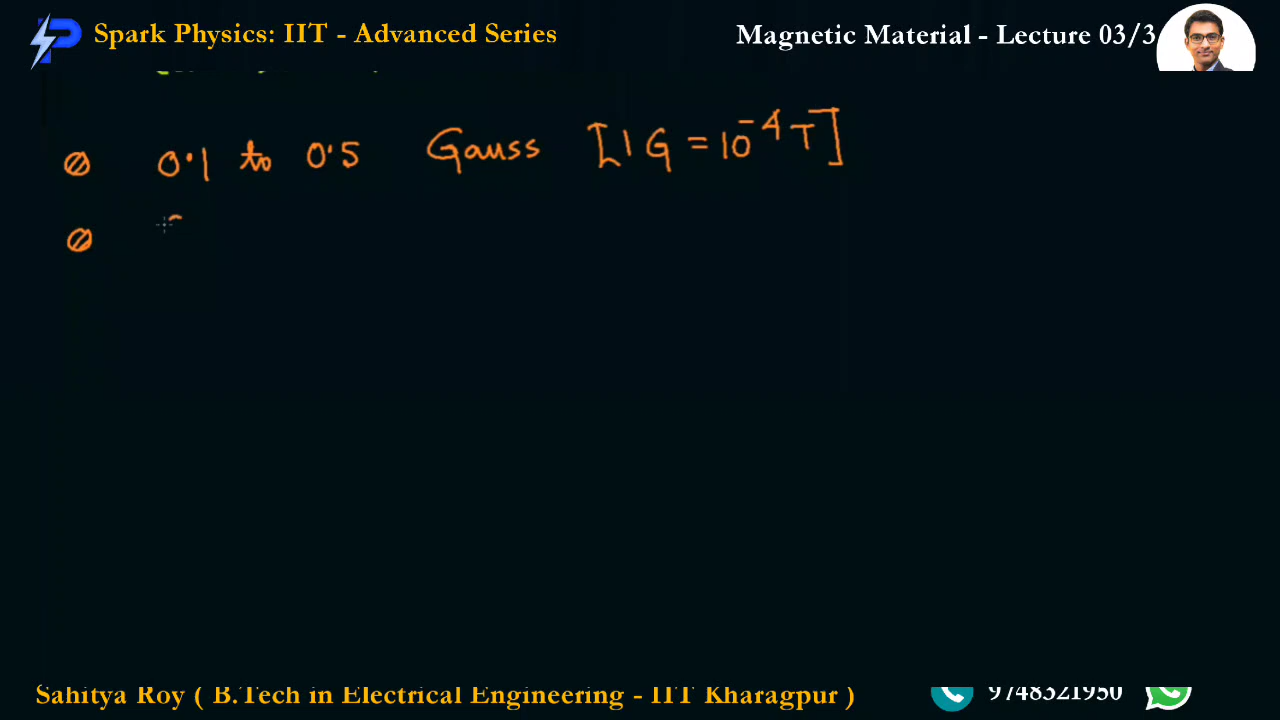 Spark Physics: IIT - Advanced Series
Magnetic Material - Lecture 03/3
0.1 to 0.5 Gauss [1 G = 10⁻⁴ T]
Sahitya Roy ( B.Tech in Electrical Engineering - IIT Kharagpur )
9748321950